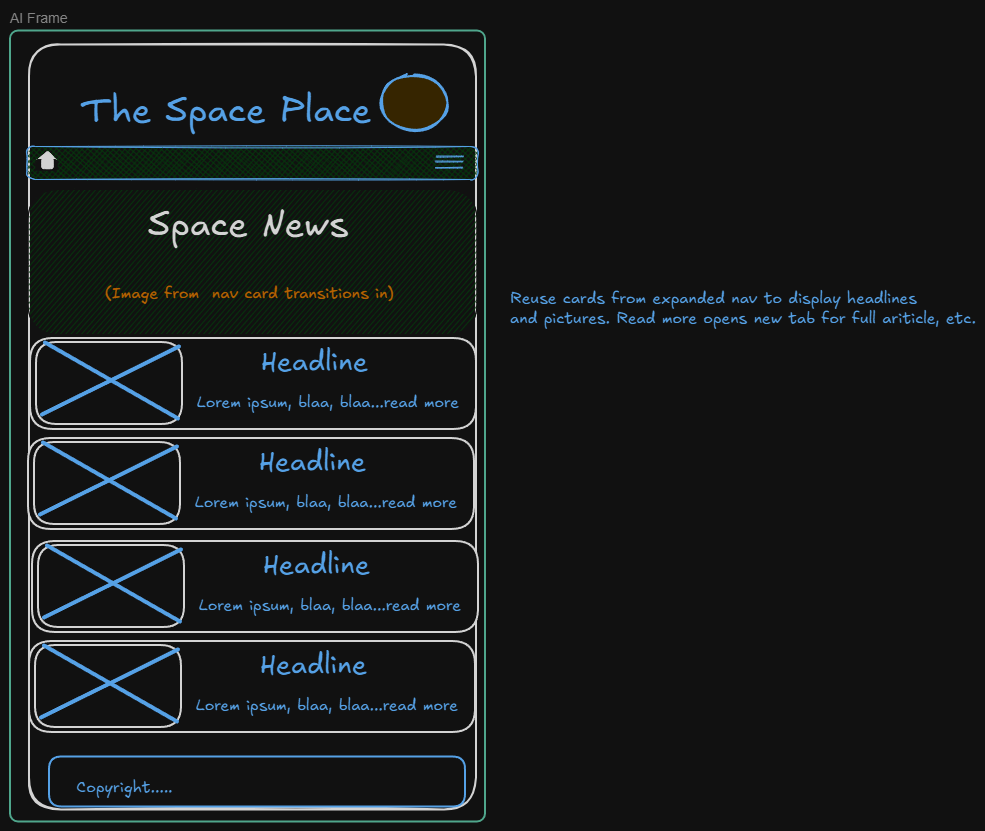 AI Frame
The Space Place
Space News
(Image from nav card transitions in)
Reuse cards from expanded nav to display headlines
and pictures. Read more opens new tab for full ariticle, etc.
Headline
Lorem ipsum, blaa, blaa...read more
Headline
Lorem ipsum, blaa, blaa...read more
Headline
Lorem ipsum, blaa, blaa...read more
Headline
Lorem ipsum, blaa, blaa...read more
Copyright.....